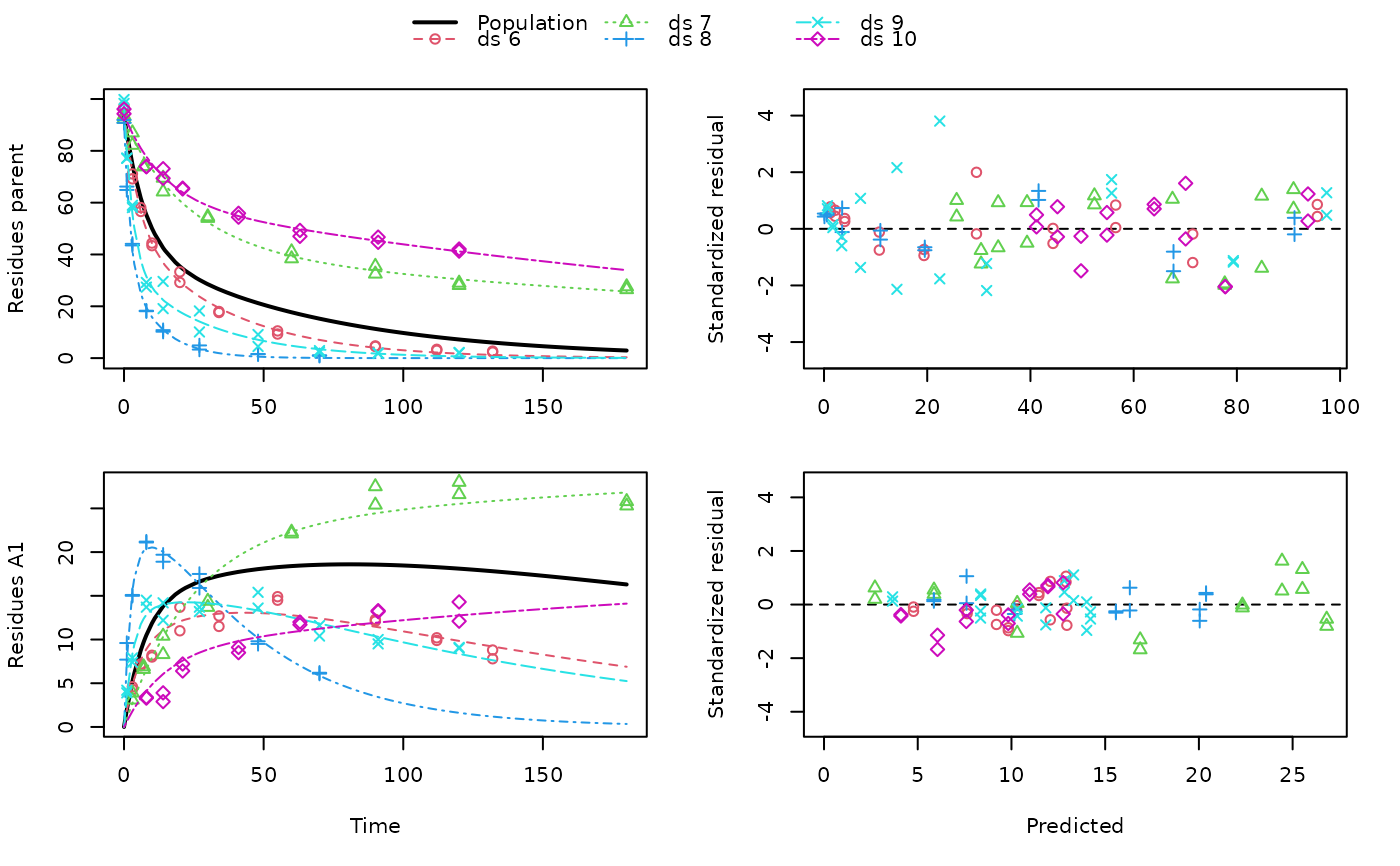 Population ds 7 ds 9
ds 6 ds 8 ds 10
Residues parent
0 20 40 60 80
0 50 100 150
Standardized residual
-4 -2 0 2 4
0 20 40 60 80 100
Residues A1
0 5 10 20
0 50 100 150
Time
Standardized residual
-4 -2 0 2 4
0 5 10 15 20 25
Predicted